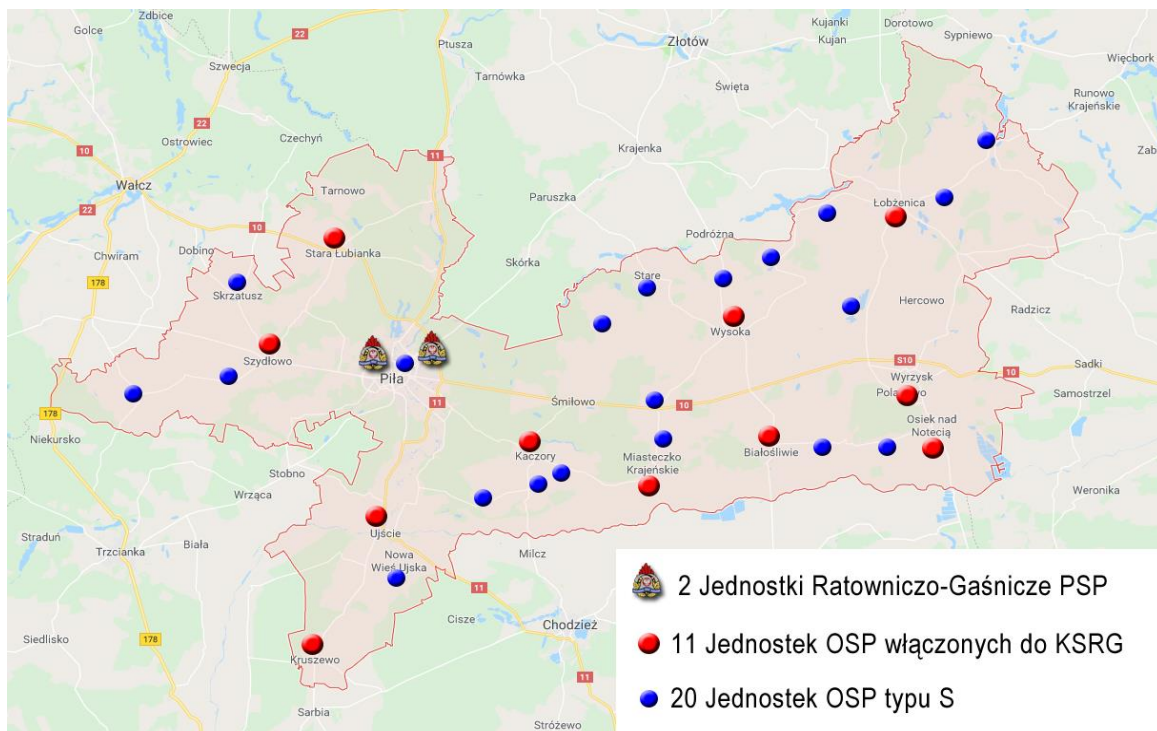 Zdbice
Golce
22
Szwecja
Ptusza
Tarnówka
Złotów
Kujanki
Kujan
Dorotowo
Sypniewo
Więcbork
Święta
Runowo
Krajeńskie
22
Ostrowiec
Czechyń
10
11
Krajenka
Wałcz
Tarnowo
Paruszka
Łobżenica
22
10
Podróżna
Dobino
Chwiram
Stara Łubianka
Skórka
178
Skrzatusz
Stare
Hercowo
Radzicz
Wysoka
Szydłowo
Piła
S10
Sadki
10
Wyrzysk
Samostrzel
Śmiłowo
10
11
178
Niekursko
Osiek nad
Notecią
Kaczory
Miasteczko
Krajeńskie
Białośliwie
Stobno
Wrząca
Weronika
Ujście
Straduń
Trzcianka
Biała
Nowa
Wieś Ujska
Milcz
11
Cisze
Chodzież
178
Siedlisko
Kruszewo
Sarbia
Stróżewo
2 Jednostki Ratowniczo-Gaśnicze PSP
11 Jednostek OSP włączonych do KSRG
20 Jednostek OSP typu S